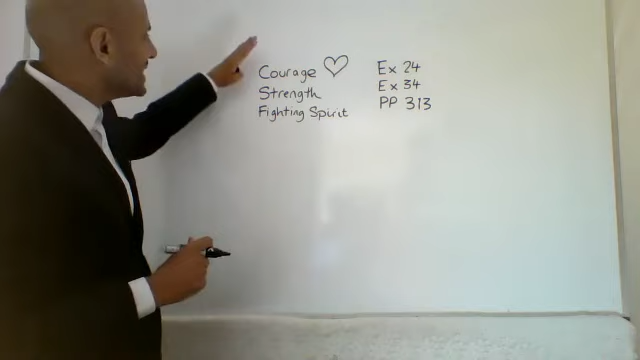 Courage ♡ Ex 24
Strength Ex 34
Fighting Spirit PP 313